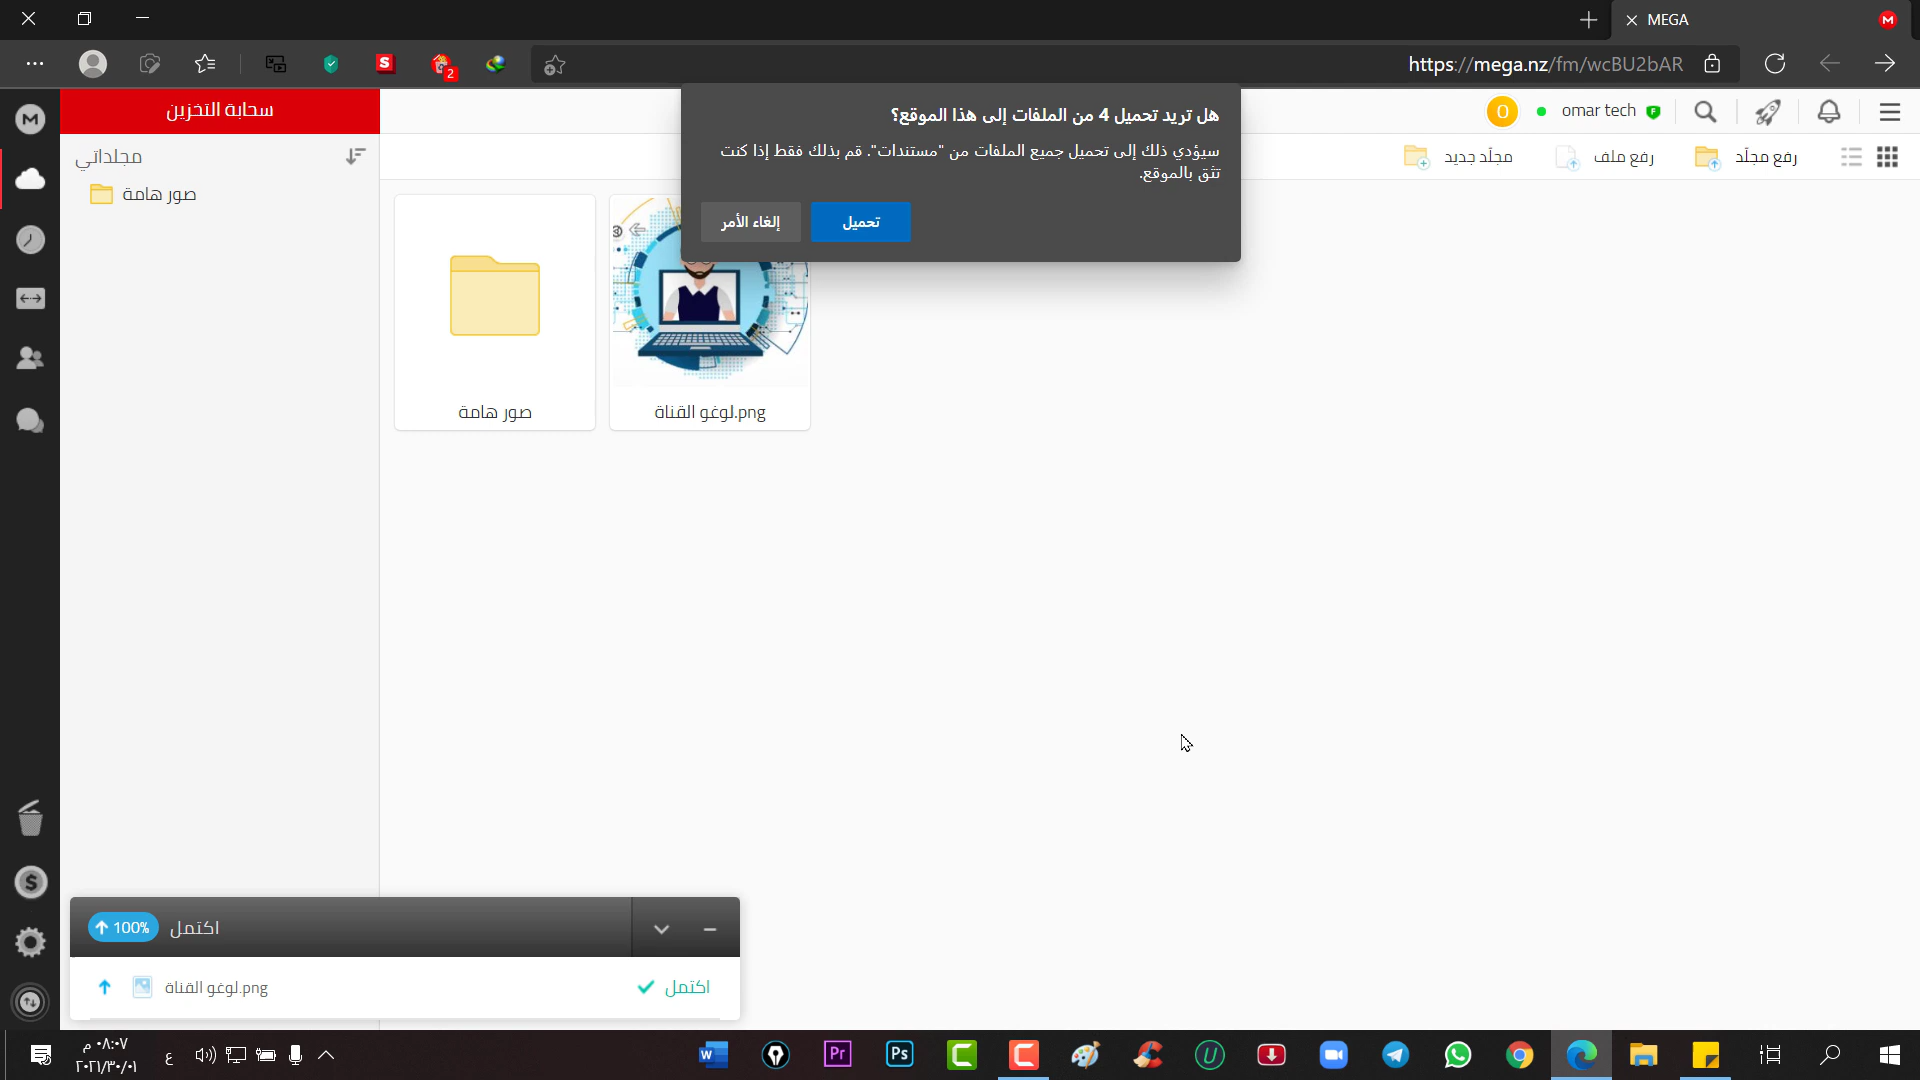 MEGA
https://mega.nz/fm/wcBU2bAR
2
هل تريد تحميل 4 من الملفات إلى هذا الموقع؟
سيؤدي ذلك إلى تحميل جميع الملفات من "مستندات". قم بذلك فقط إذا كنت
تثق بالموقع.
تحميل
إلغاء الأمر
omar tech
O
سحابة التخزين
رفع مجلّد
رفع ملف
مجلّد جديد
مجلداتي
صور هامة
صور هامة
لوغو القناة.png
100%
اكتمل
لوغو القناة.png
اكتمل
٠٨:٠٧ م
٢٠٢١/٣٠/٠١
ع